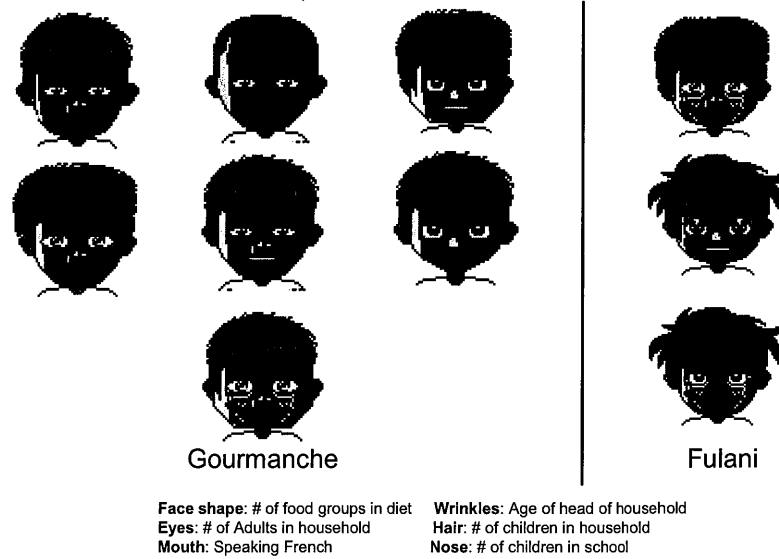 Gourmanche
Fulani
Face shape: # of food groups in diet
Wrinkles: Age of head of household
Eyes: # of Adults in household
Hair: # of children in household
Mouth: Speaking French
Nose: # of children in school